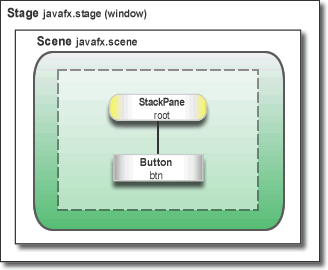 Stage javafx.stage (window)
Scene javafx.scene
StackPane
root
Button
btn